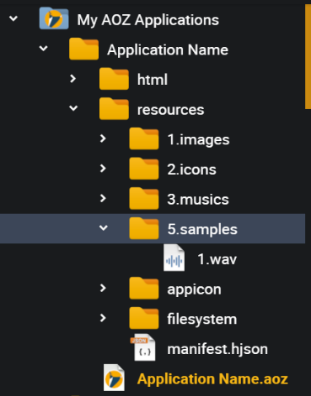 My AOZ Applications
Application Name
html
resources
1.images
2.icons
3.musics
5.samples
1.wav
appicon
filesystem
manifest.hjson
Application Name.aoz